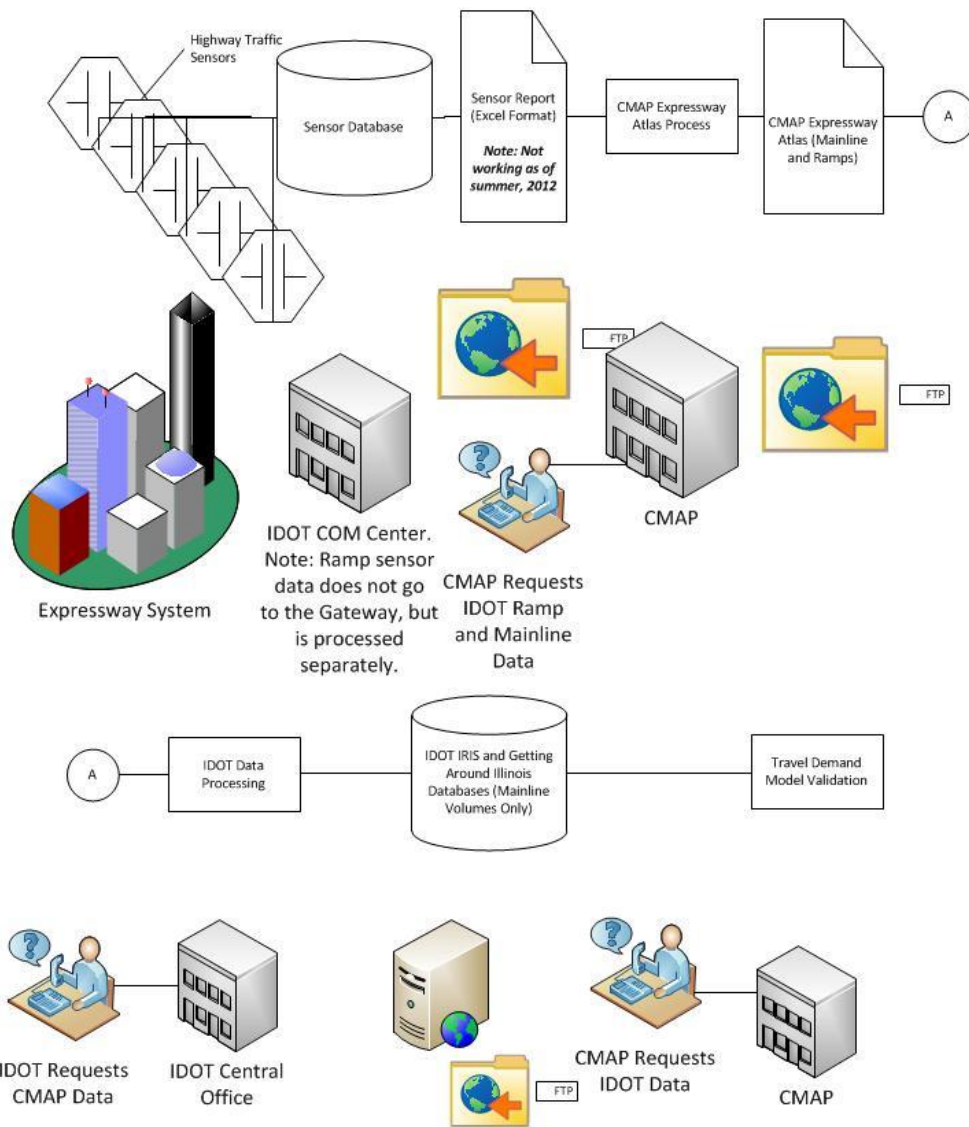 Highway Traffic
Sensors
Sensor Database
Sensor Report
(Excel Format)
Note: Not
working as of
summer, 2012
CMAP Expressway
Atlas Process
CMAP Expressway
Atlas (Mainline
and Ramps)
A
FTP
FTP
Expressway System
IDOT COM Center.
Note: Ramp sensor
data does not go
to the Gateway, but
is processed
separately.
CMAP Requests
IDOT Ramp
and Mainline
Data
CMAP
A
IDOT Data
Processing
IDOT IRIS and Getting
Around Illinois
Databases (Mainline
Volumes Only)
Travel Demand
Model Validation
IDOT Requests
CMAP Data
IDOT Central
Office
FTP
CMAP Requests
IDOT Data
CMAP